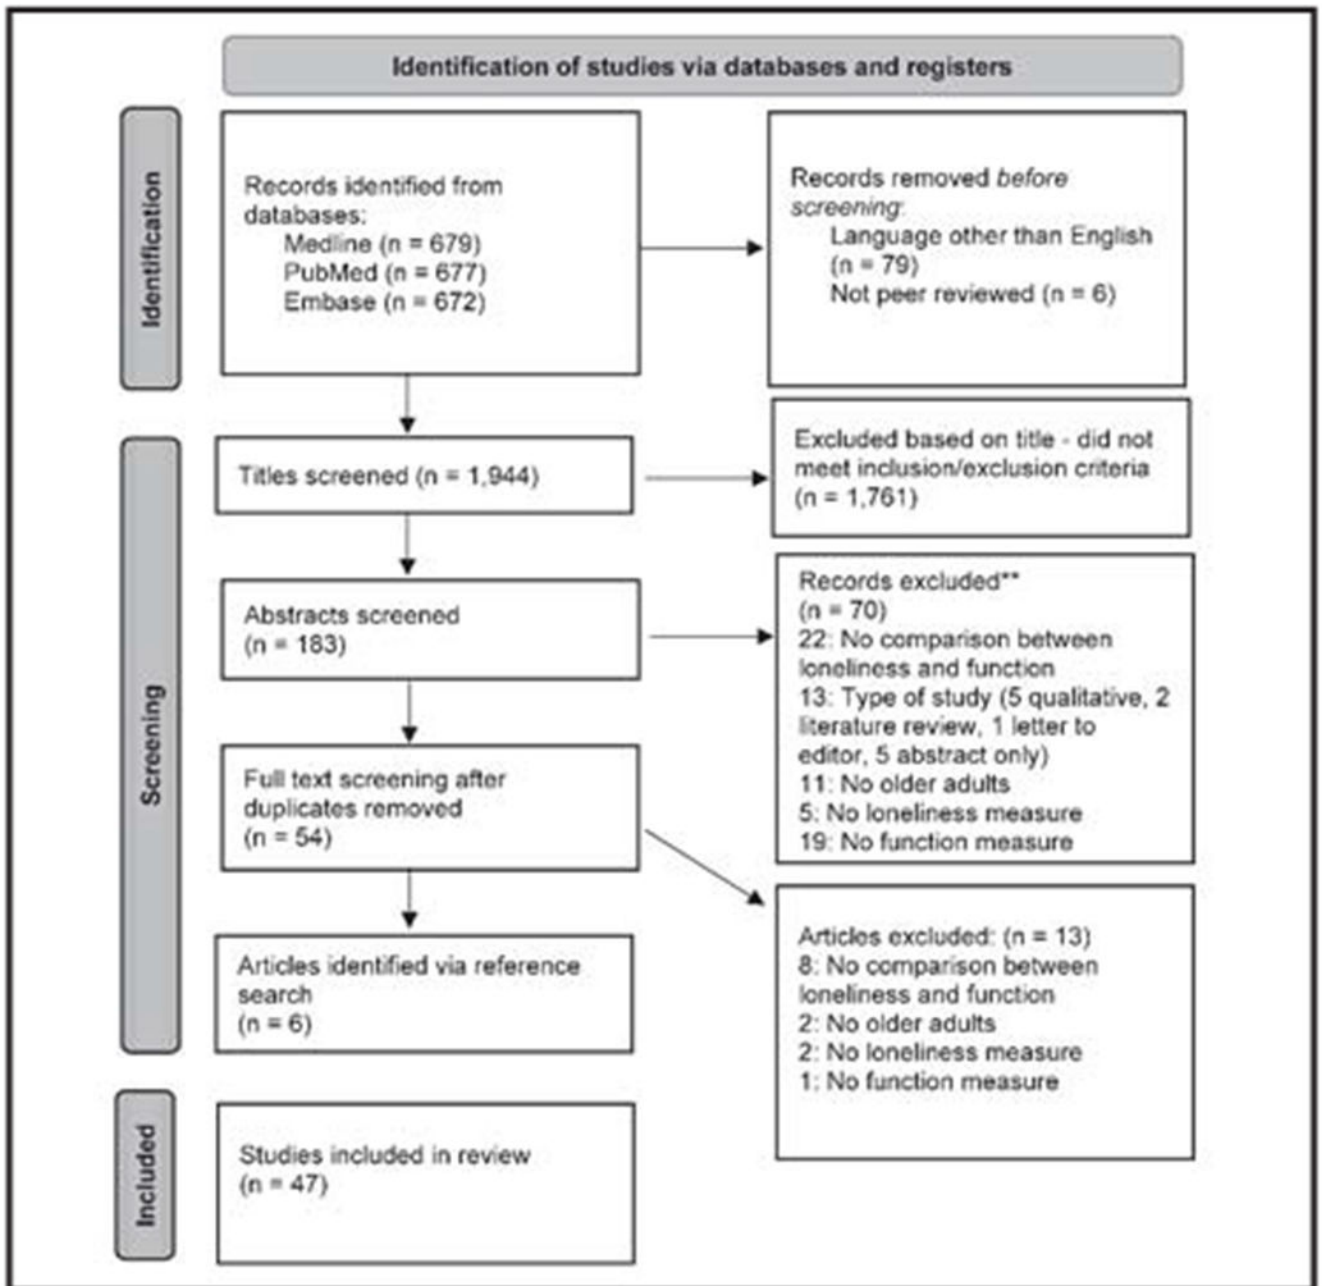 Identification of studies via databases and registers
Identification
Records identified from
databases:
Medline (n = 679)
PubMed (n = 677)
Embase (n = 672)
Records removed before
screening:
Language other than English
(n = 79)
Not peer reviewed (n = 6)
Screening
Titles screened (n = 1,944)
Excluded based on title - did not
meet inclusion/exclusion criteria
(n = 1,761)
Abstracts screened
(n = 183)
Records excluded**
(n = 70)
22: No comparison between
loneliness and function
13: Type of study (5 qualitative, 2
literature review, 1 letter to
editor, 5 abstract only)
11: No older adults
5: No loneliness measure
19: No function measure
Full text screening after
duplicates removed
(n = 54)
Articles excluded: (n = 13)
8: No comparison between
loneliness and function
2: No older adults
2: No loneliness measure
1: No function measure
Articles identified via reference
search
(n = 6)
Included
Studies included in review
(n = 47)